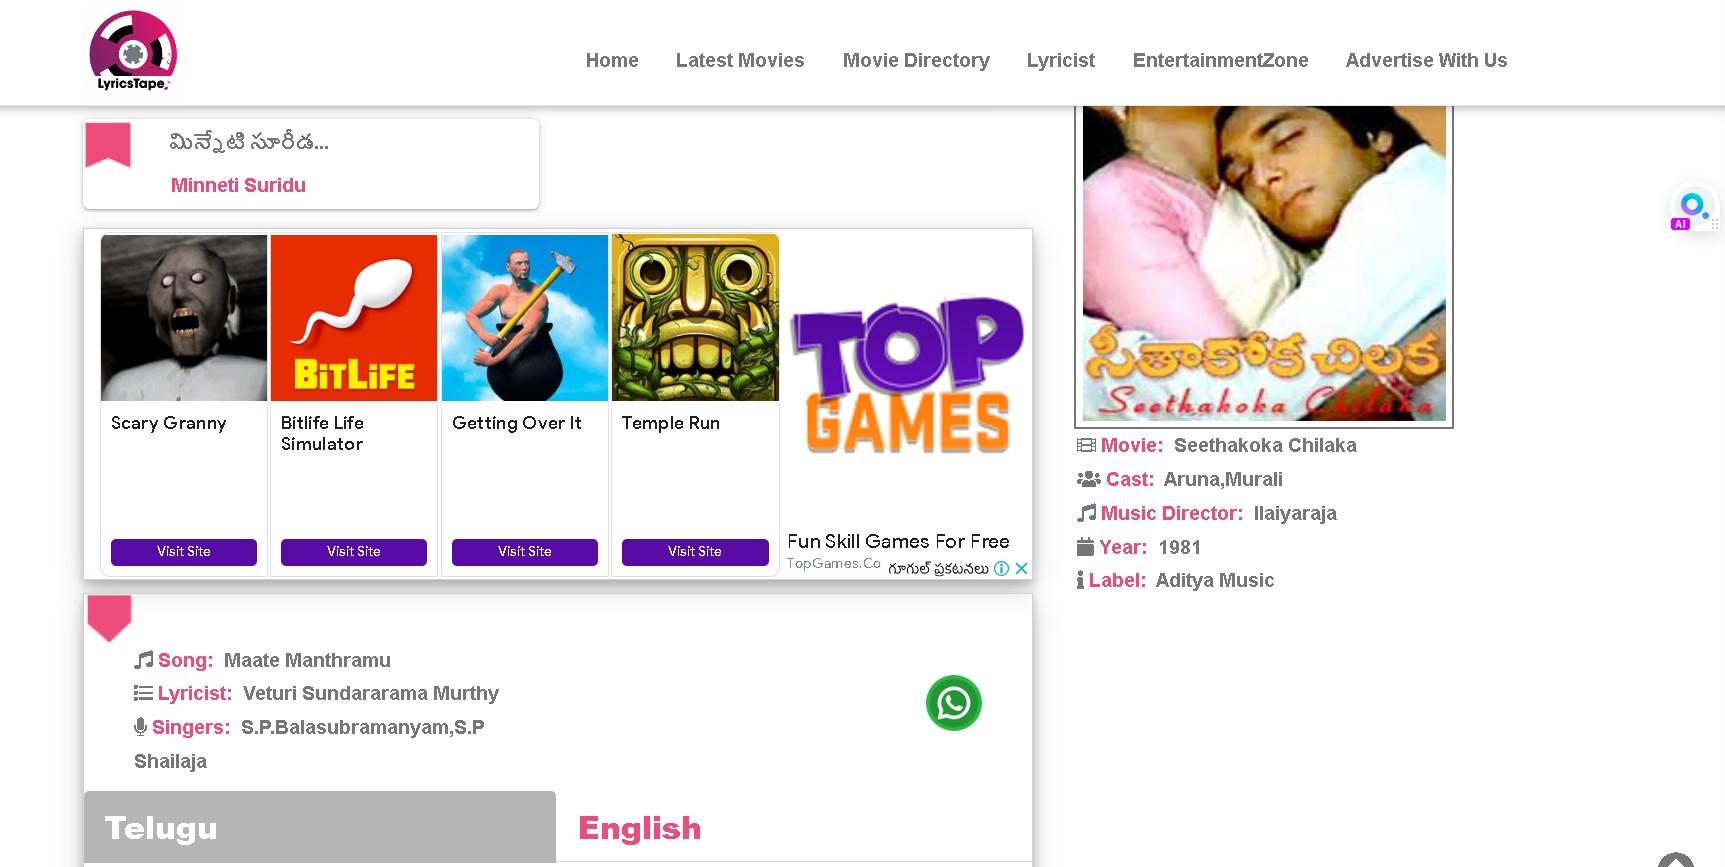 LyricsTape
Home
Latest Movies
Movie Directory
Lyricist
EntertainmentZone
Advertise With Us
మిన్నేటి సూరీడ...
Minneti Suridu
BITLIFE
Scary Granny
Visit Site
Bitlife Life
Simulator
Visit Site
Getting Over It
Visit Site
Temple Run
Visit Site
TOP
GAMES
Fun Skill Games For Free
TopGames.Co
గూగుల్ ప్రకటనలు
Song: Maate Manthramu
Lyricist: Veturi Sundararama Murthy
Singers: S.P.Balasubramanyam,S.P
Shailaja
Telugu
English
సీతాకోక చిలక
Seethakoka Chilaka
Movie: Seethakoka Chilaka
Cast: Aruna,Murali
Music Director: Ilaiyaraja
Year: 1981
Label: Aditya Music
AI